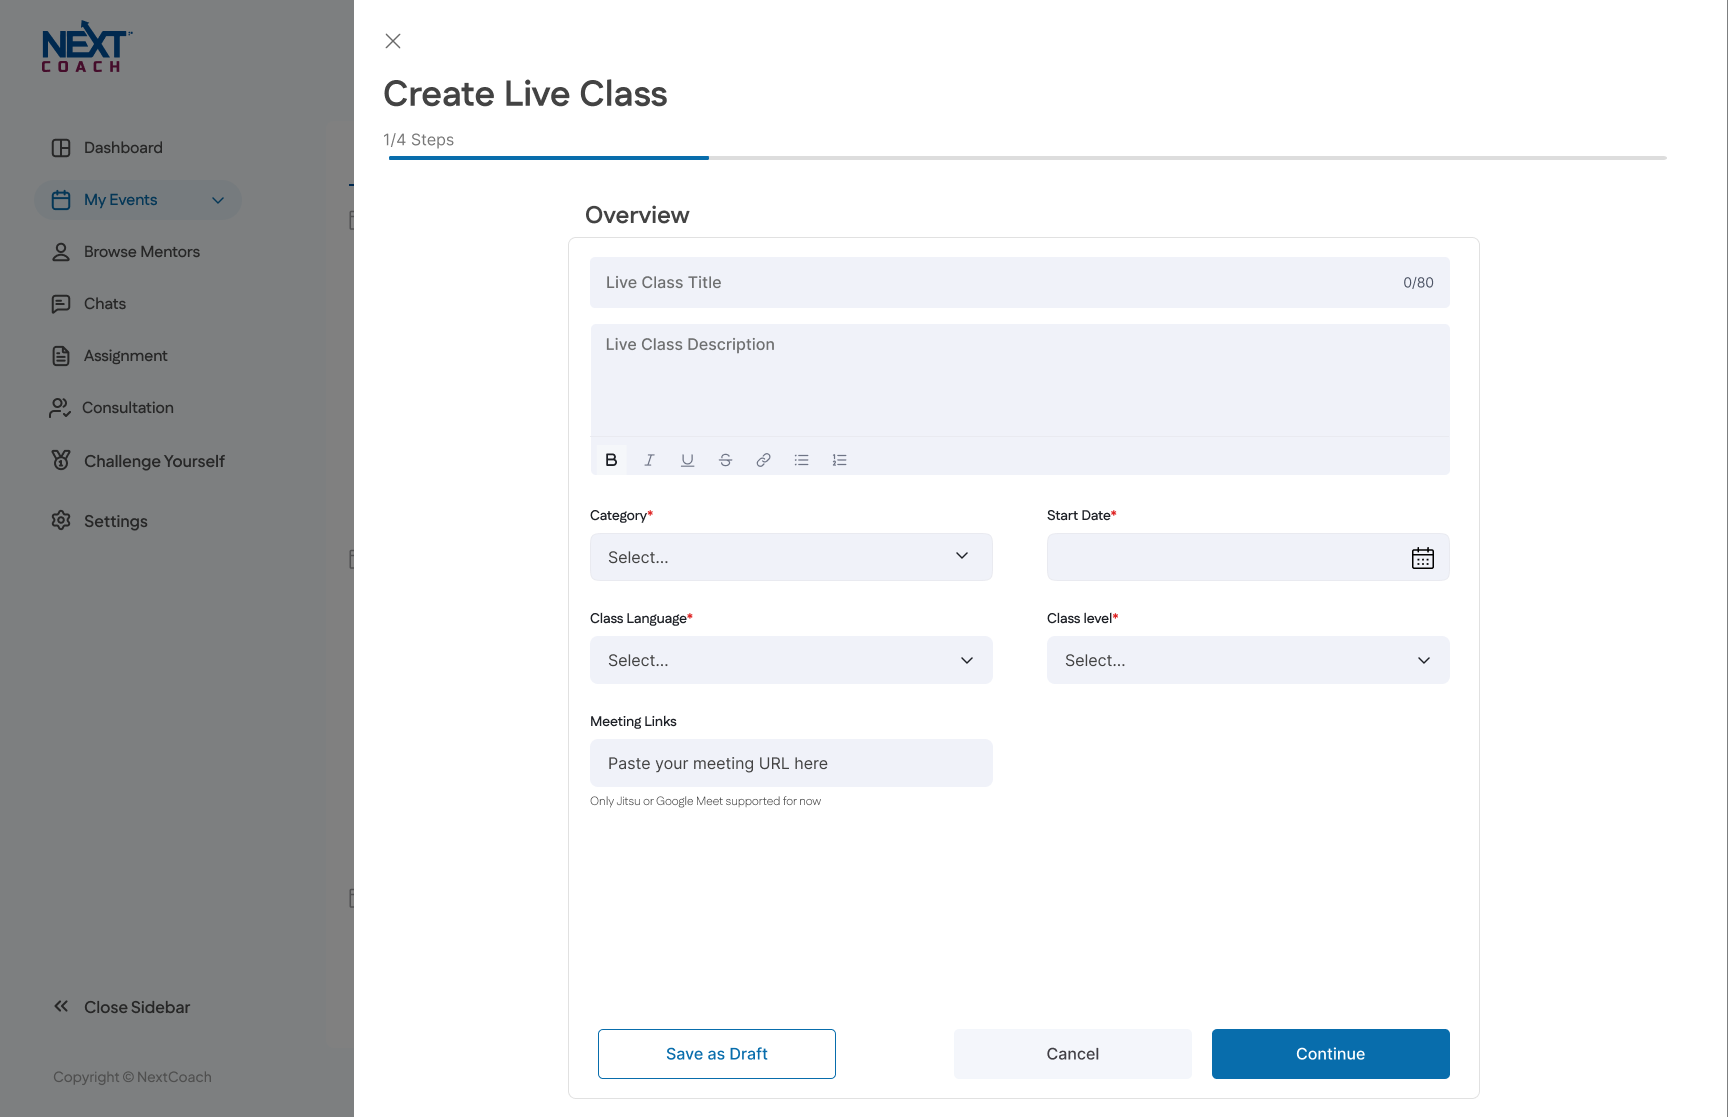 NEXT
COACH
Dashboard
My Events
Browse Mentors
Chats
Assignment
Consultation
Challenge Yourself
Settings
Close Sidebar
Copyright © NextCoach
Create Live Class
1/4 Steps
Overview
Live Class Title 0/80
Live Class Description
B I U S
Category* Start Date*
Select...
Class Language* Class level*
Select... Select...
Meeting Links
Paste your meeting URL here
Only Jitsu or Google Meet supported for now
Save as Draft Cancel Continue